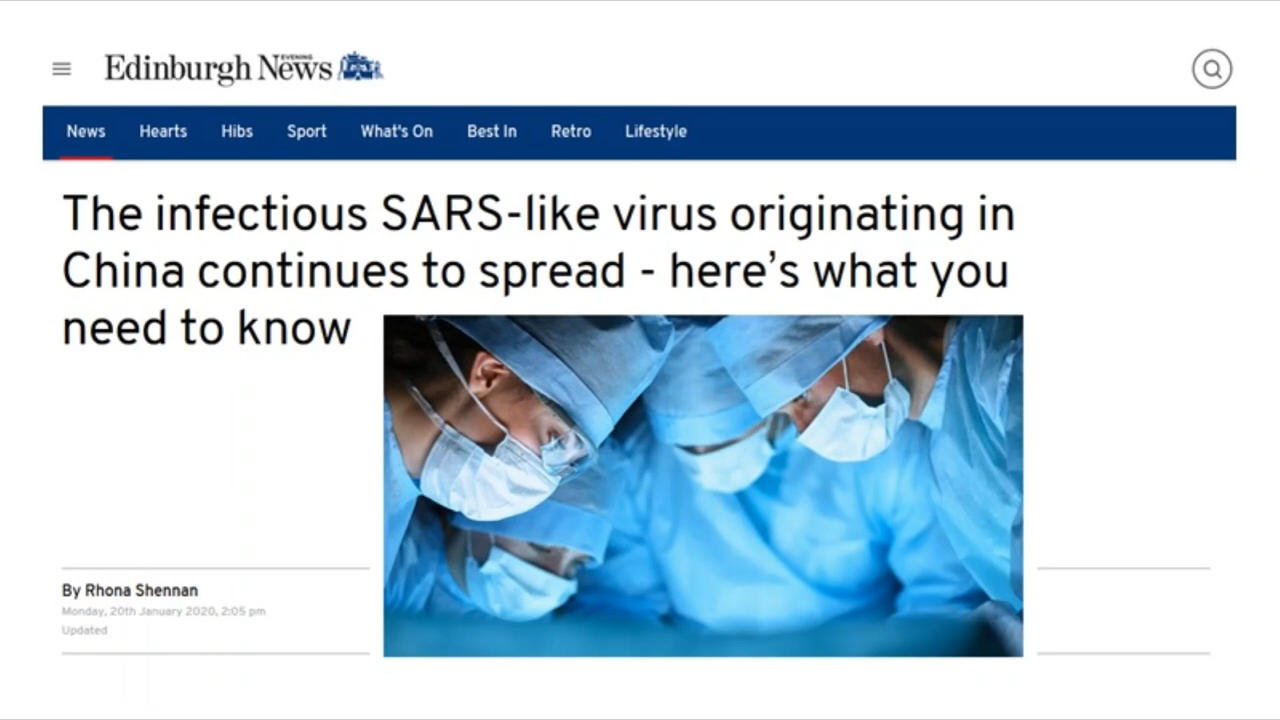 Edinburgh News
EVENING
News Hearts Hibs Sport What's On Best In Retro Lifestyle
The infectious SARS-like virus originating in
China continues to spread - here's what you
need to know
By Rhona Shennan
Monday, 20th January 2020, 2:05 pm
Updated